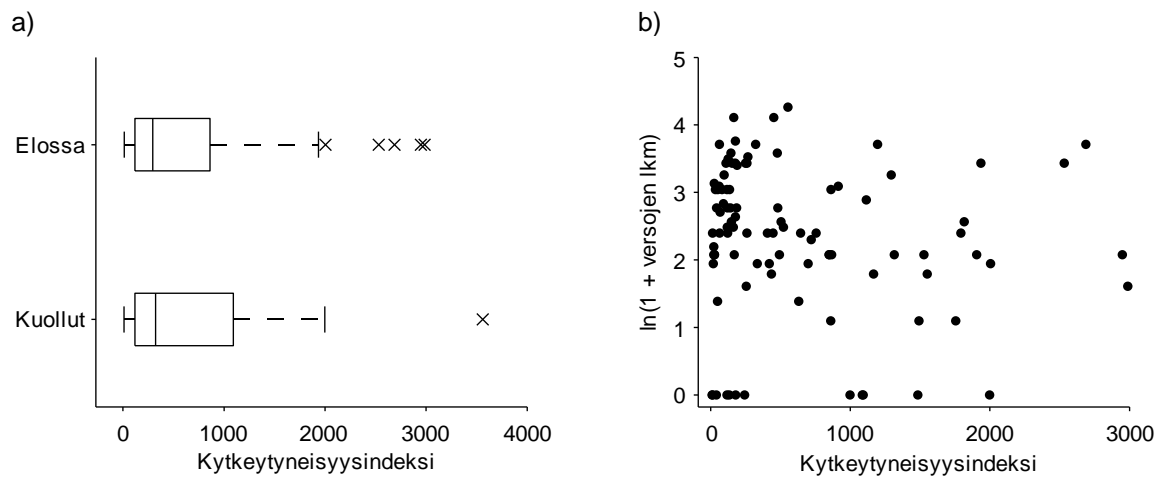 a)
Elossa
Kuollut
0 1000 2000 3000 4000
Kytkeytyneisyysindeksi
b)
ln(1 + versojen lkm)
5
4
3
2
1
0
0 1000 2000 3000
Kytkeytyneisyysindeksi